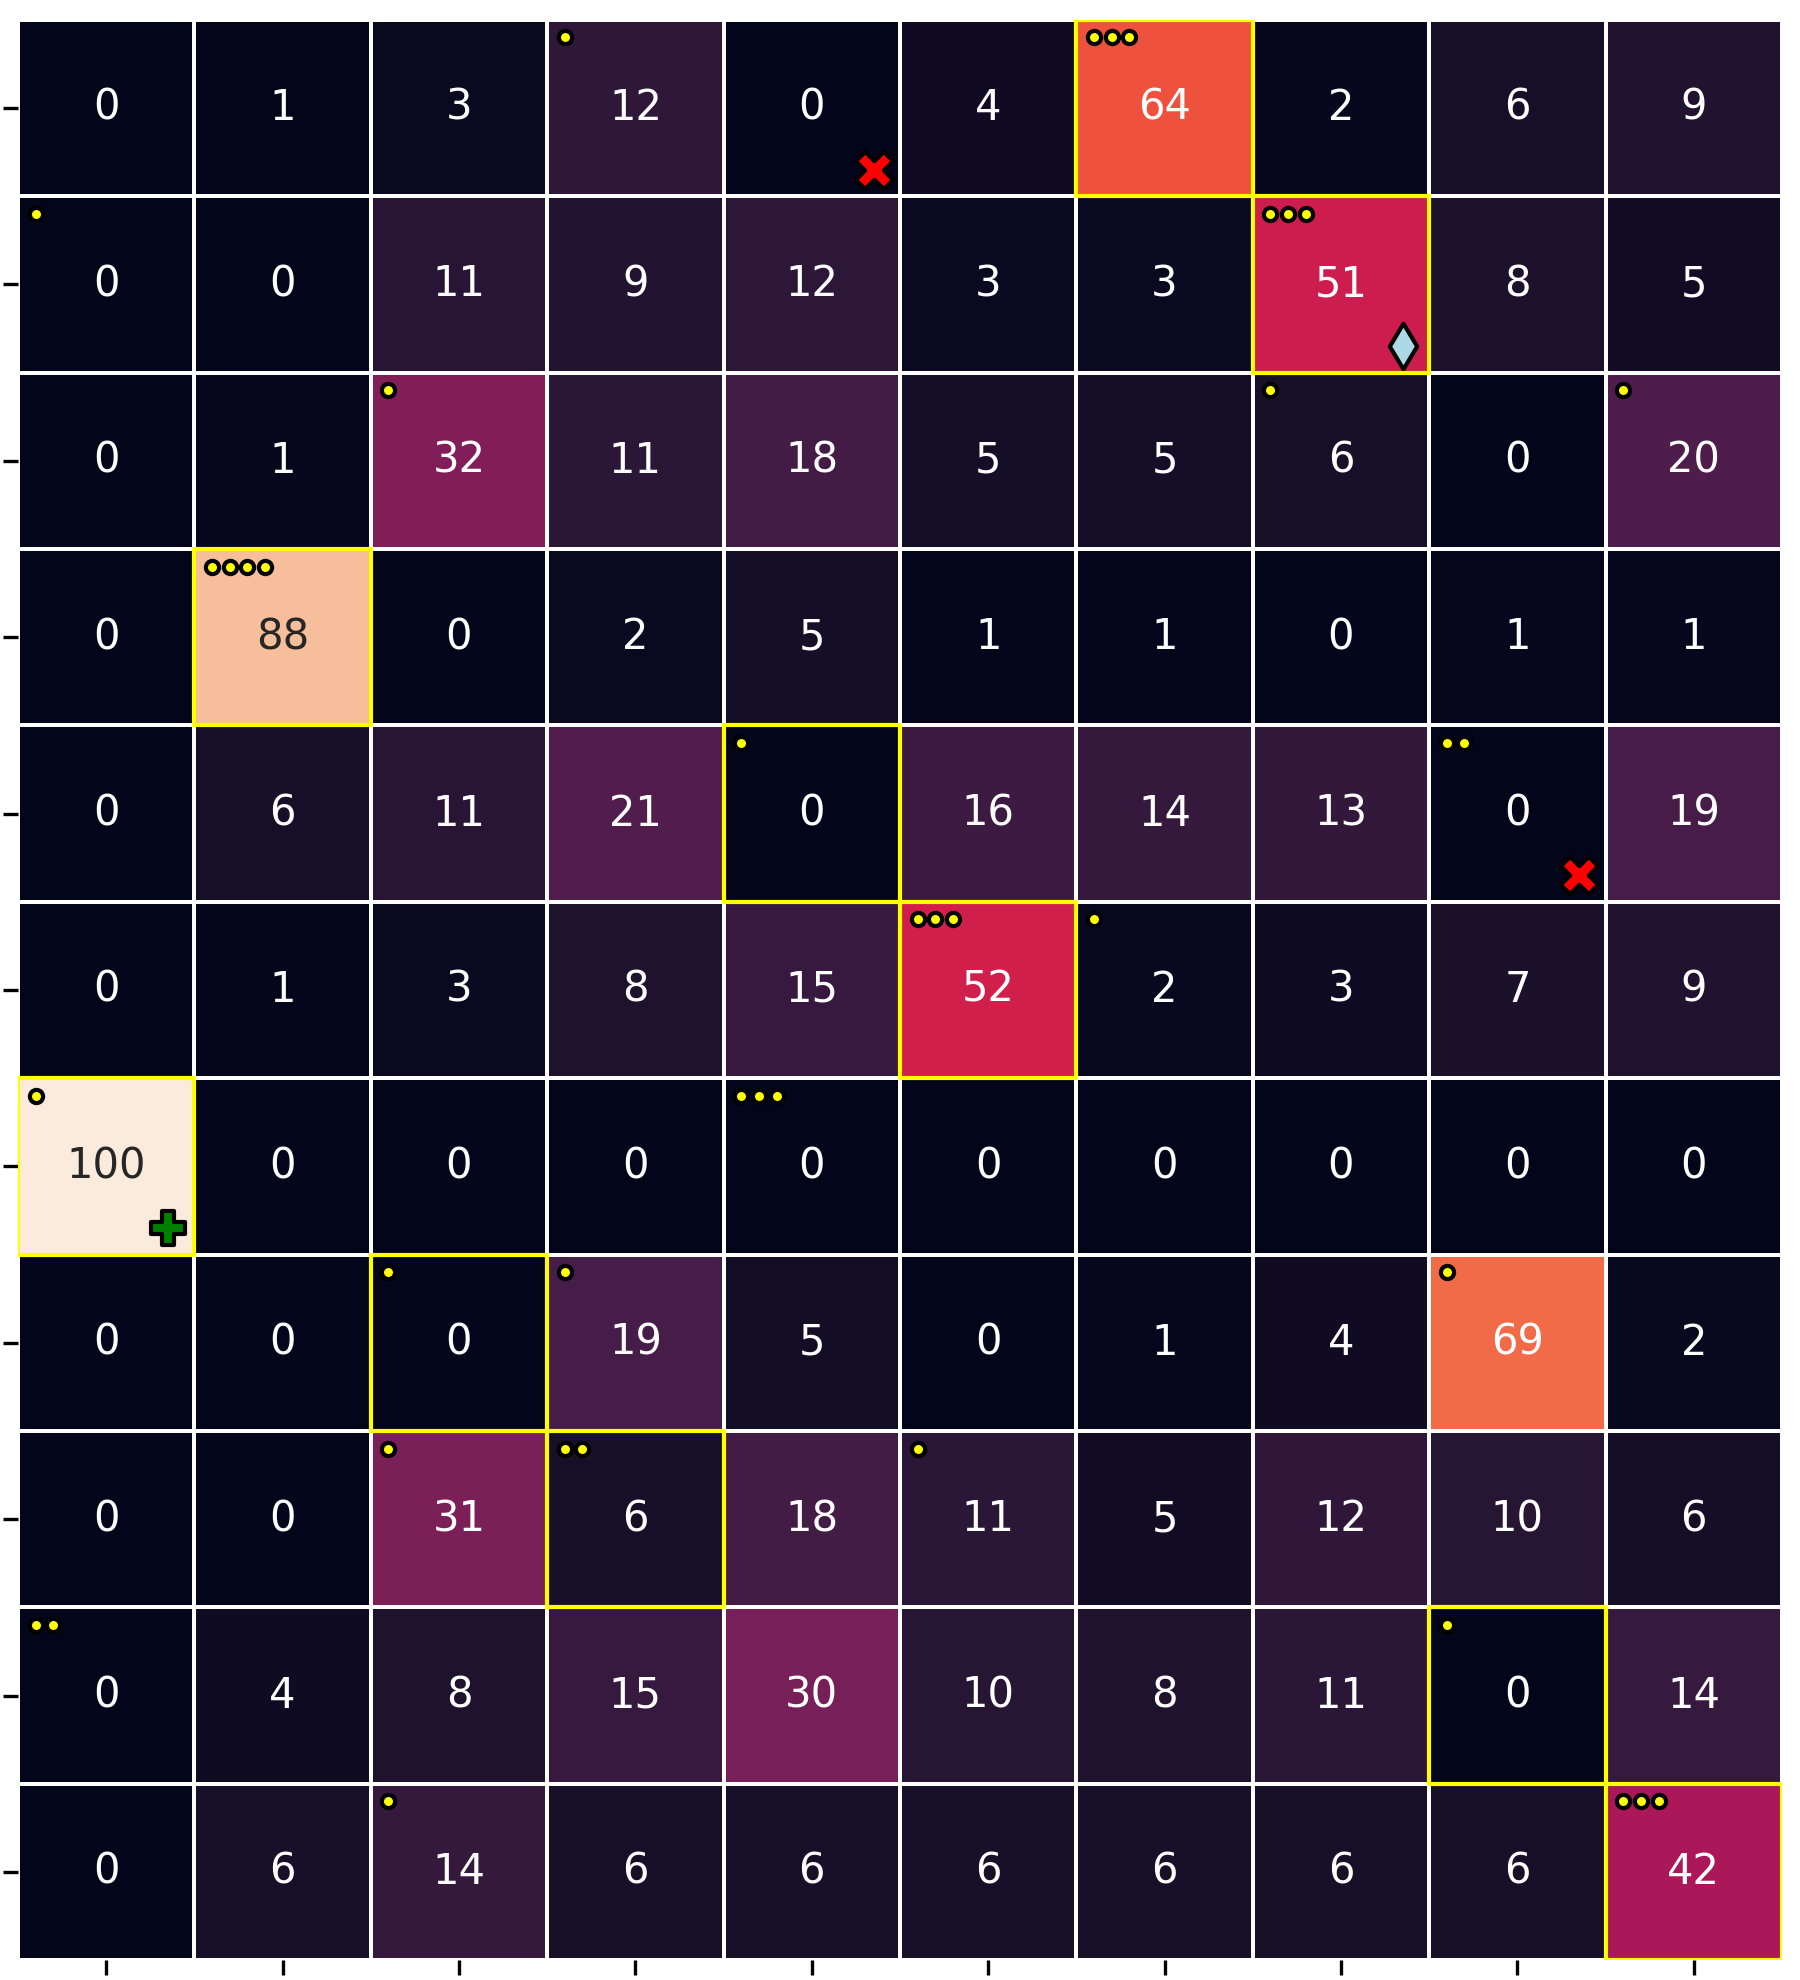 0 1 3 12 0 4 64 2 6 9
0 0 11 9 12 3 3 51 8 5
0 1 32 11 18 5 5 6 0 20
0 88 0 2 5 1 1 0 1 1
0 6 11 21 0 16 14 13 0 19
0 1 3 8 15 52 2 3 7 9
100 0 0 0 0 0 0 0 0 0
0 0 0 19 5 0 1 4 69 2
0 0 31 6 18 11 5 12 10 6
0 4 8 15 30 10 8 11 0 14
0 6 14 6 6 6 6 6 6 42